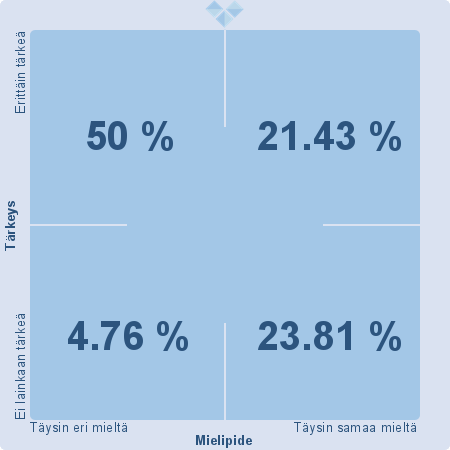 Erittäin tärkeä
50 %
21.43 %
Tärkeys
Ei lainkaan tärkeä
4.76 %
23.81 %
Täysin eri mieltä
Täysin samaa mieltä
Mielipide